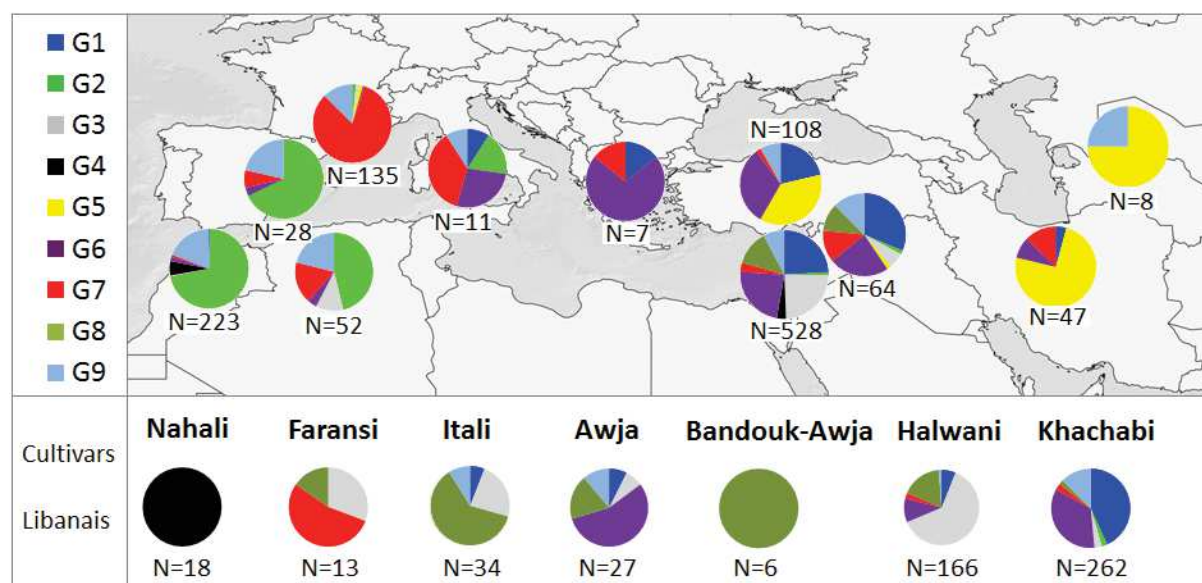 G1
G2
G3
G4
G5
G6
G7
G8
G9
N=135
N=28
N=11
N=7
N=108
N=8
N=223
N=52
N=64
N=528
N=47
Cultivars
Libanais
Nahali Faransi Itali Awja Bandouk-Awja Halwani Khachabi
N=18 N=13 N=34 N=27 N=6 N=166 N=262